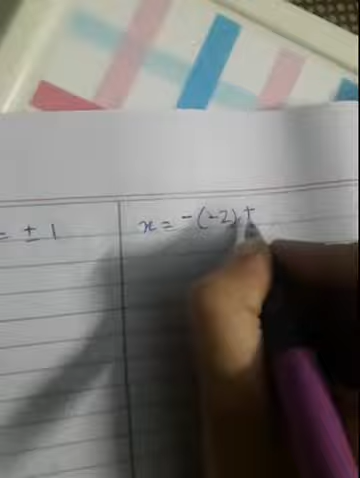 = ± 1
x = -(-2) +